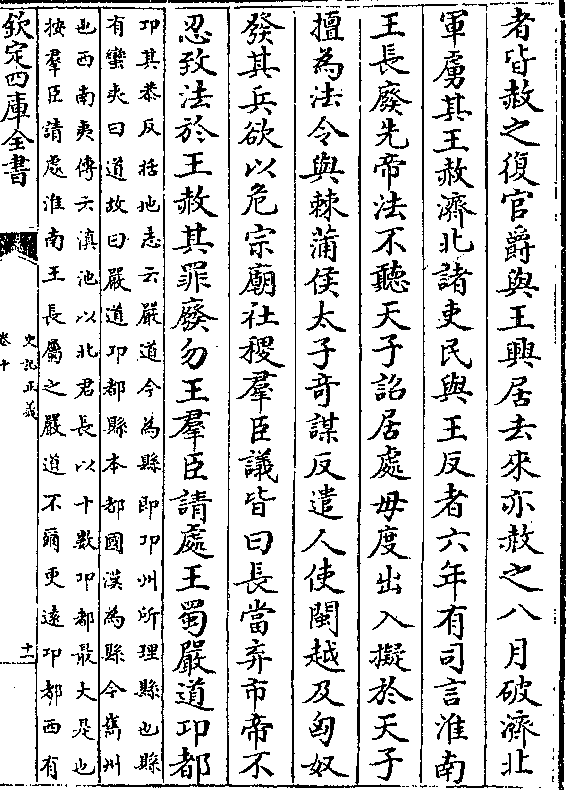 者皆赦之復官爵與王興居去來亦赦之八月破濟北
軍虜其王赦濟北諸吏民與王反者六年有司言淮南
王長廢先帝法不聽天子詔居處毋度出入擬於天子
擅為法令與棘蒲侯太子奇謀反遣人使閩越及匈奴
發其兵欲以危宗廟社稷羣臣議皆曰長當弃市帝不
忍致法於王赦其罪廢勿王羣臣請處王蜀嚴道卭都
卭其恭反括地志云嚴道今為縣即卭州所理縣也縣
有蠻夷曰道故曰嚴道卭都縣本卭都國漢為縣今巂州
也西南夷傳云滇池以北君長以十數卭都最大是也
按羣臣請處淮南王長屬之嚴道不爾更遠卭都西有
欽定四庫全書
史記正義
卷十
十一